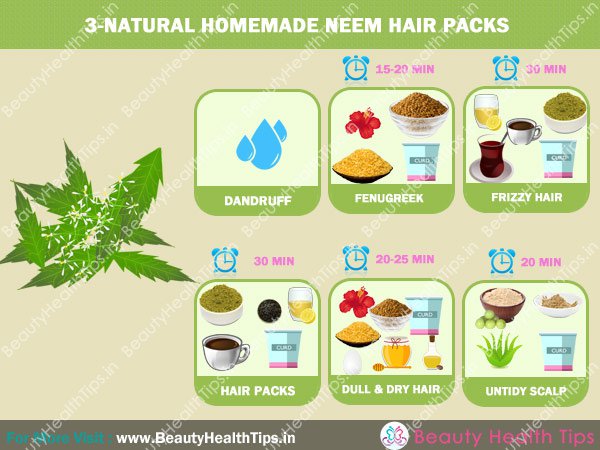 3-NATURAL HOMEMADE NEEM HAIR PACKS
15-20 MIN
30 MIN
CURD
CURD
DANDRUFF
FENUGREEK
FRIZZY HAIR
30 MIN
20-25 MIN
20 MIN
CURD
CURD
CURD
HAIR PACKS
DULL & DRY HAIR
UNTIDY SCALP
For More Visit : www.BeautyHealthTips.in
Beauty Health Tips
BeautyHealthTips.in